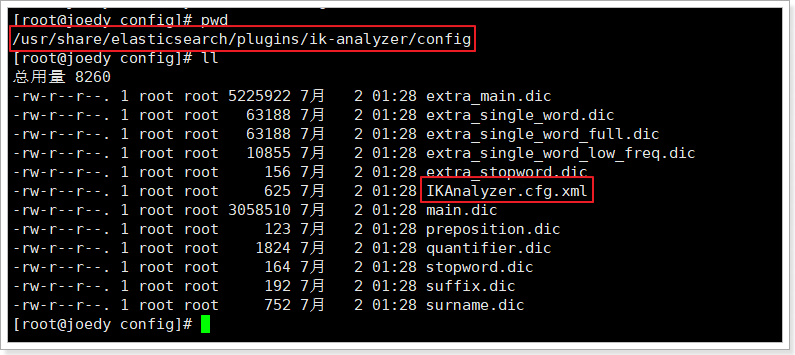 [root@joedy config]# pwd
/usr/share/elasticsearch/plugins/ik-analyzer/config
[root@joedy config]# ll
总用量 8260
-rw-r--r--. 1 root root 5225922 7月   2 01:28 extra_main.dic
-rw-r--r--. 1 root root   63188 7月   2 01:28 extra_single_word.dic
-rw-r--r--. 1 root root   63188 7月   2 01:28 extra_single_word_full.dic
-rw-r--r--. 1 root root   10855 7月   2 01:28 extra_single_word_low_freq.dic
-rw-r--r--. 1 root root     156 7月   2 01:28 extra_stopword.dic
-rw-r--r--. 1 root root     625 7月   2 01:28 IKAnalyzer.cfg.xml
-rw-r--r--. 1 root root 3058510 7月   2 01:28 main.dic
-rw-r--r--. 1 root root     123 7月   2 01:28 preposition.dic
-rw-r--r--. 1 root root    1824 7月   2 01:28 quantifier.dic
-rw-r--r--. 1 root root     164 7月   2 01:28 stopword.dic
-rw-r--r--. 1 root root     192 7月   2 01:28 suffix.dic
-rw-r--r--. 1 root root     752 7月   2 01:28 surname.dic
[root@joedy config]#